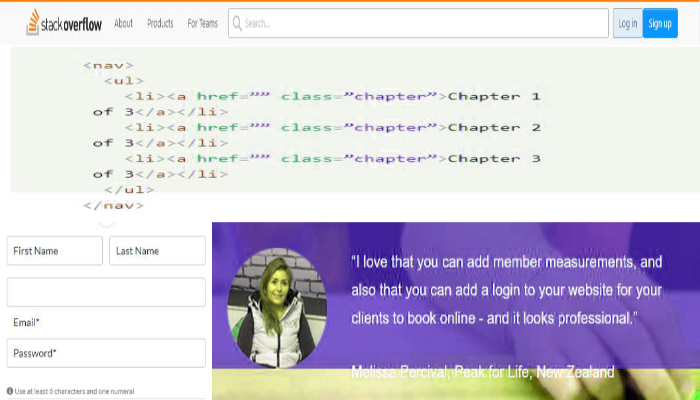 stackoverflow About Products For Teams Search... Log in Sign up
<nav>
<ul>
<li><a href=”” class=”chapter”>Chapter 1
of 3</a></li>
<li><a href=”” class=”chapter”>Chapter 2
of 3</a></li>
<li><a href=”” class=”chapter”>Chapter 3
of 3</a></li>
</ul>
</nav>
First Name Last Name
Email*
Password*
Use at least 6 characters and one numeral
“I love that you can add member measurements, and
also that you can add a login to your website for your
clients to book online - and it looks professional.”
Melissa Percival, Peak for Life, New Zealand